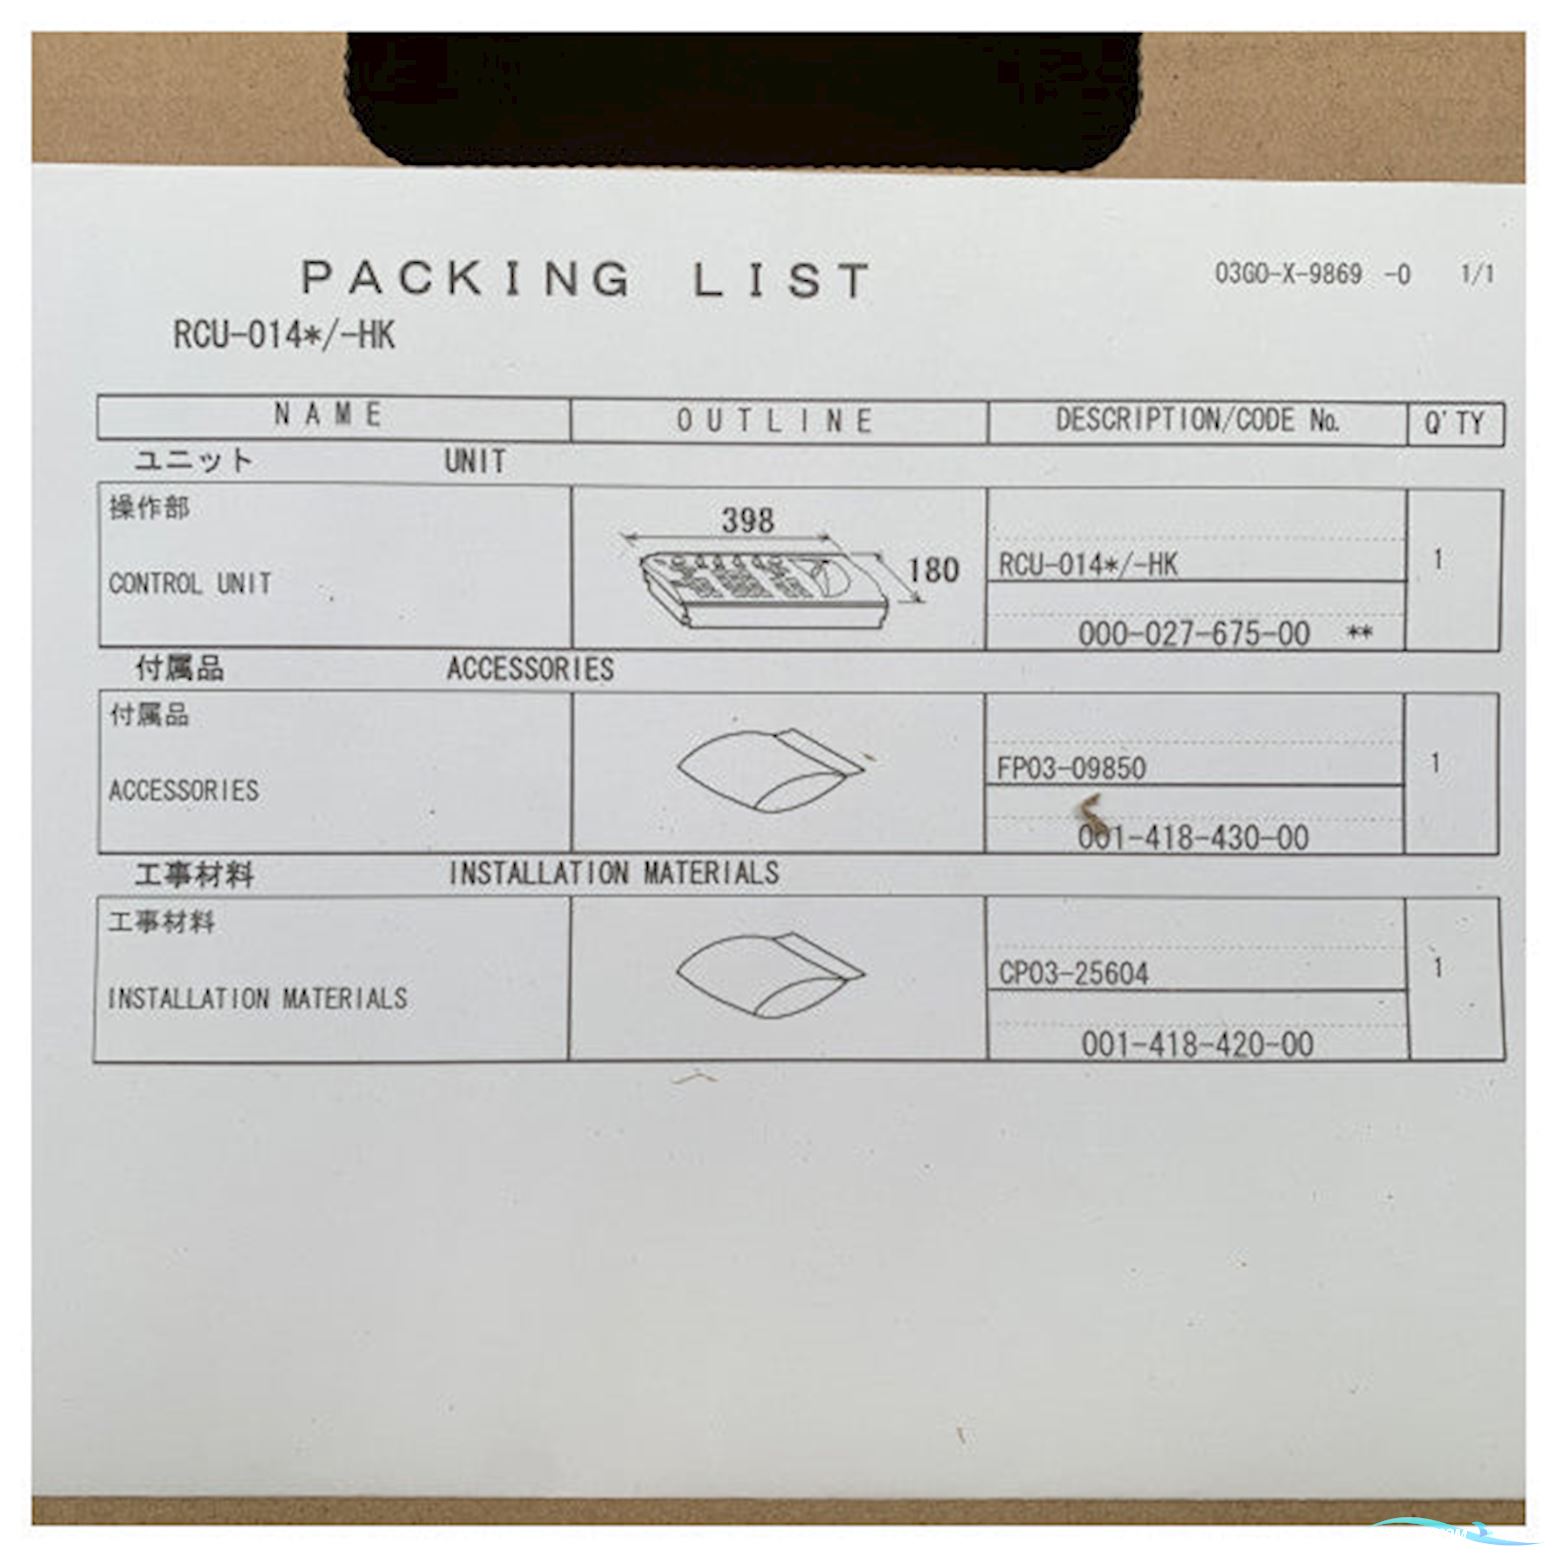 PACKING LIST
03GO-X-9869 -0 1/1
RCU-014*/-HK
NAME OUTLINE DESCRIPTION/CODE No. Q'TY
ユニット UNIT
操作部
398
180
RCU-014*/-HK
1
CONTROL UNIT
000-027-675-00 **
付属品 ACCESSORIES
付属品
FP03-09850
1
ACCESSORIES
001-418-430-00
工事材料 INSTALLATION MATERIALS
工事材料
CP03-25604
1
INSTALLATION MATERIALS
001-418-420-00